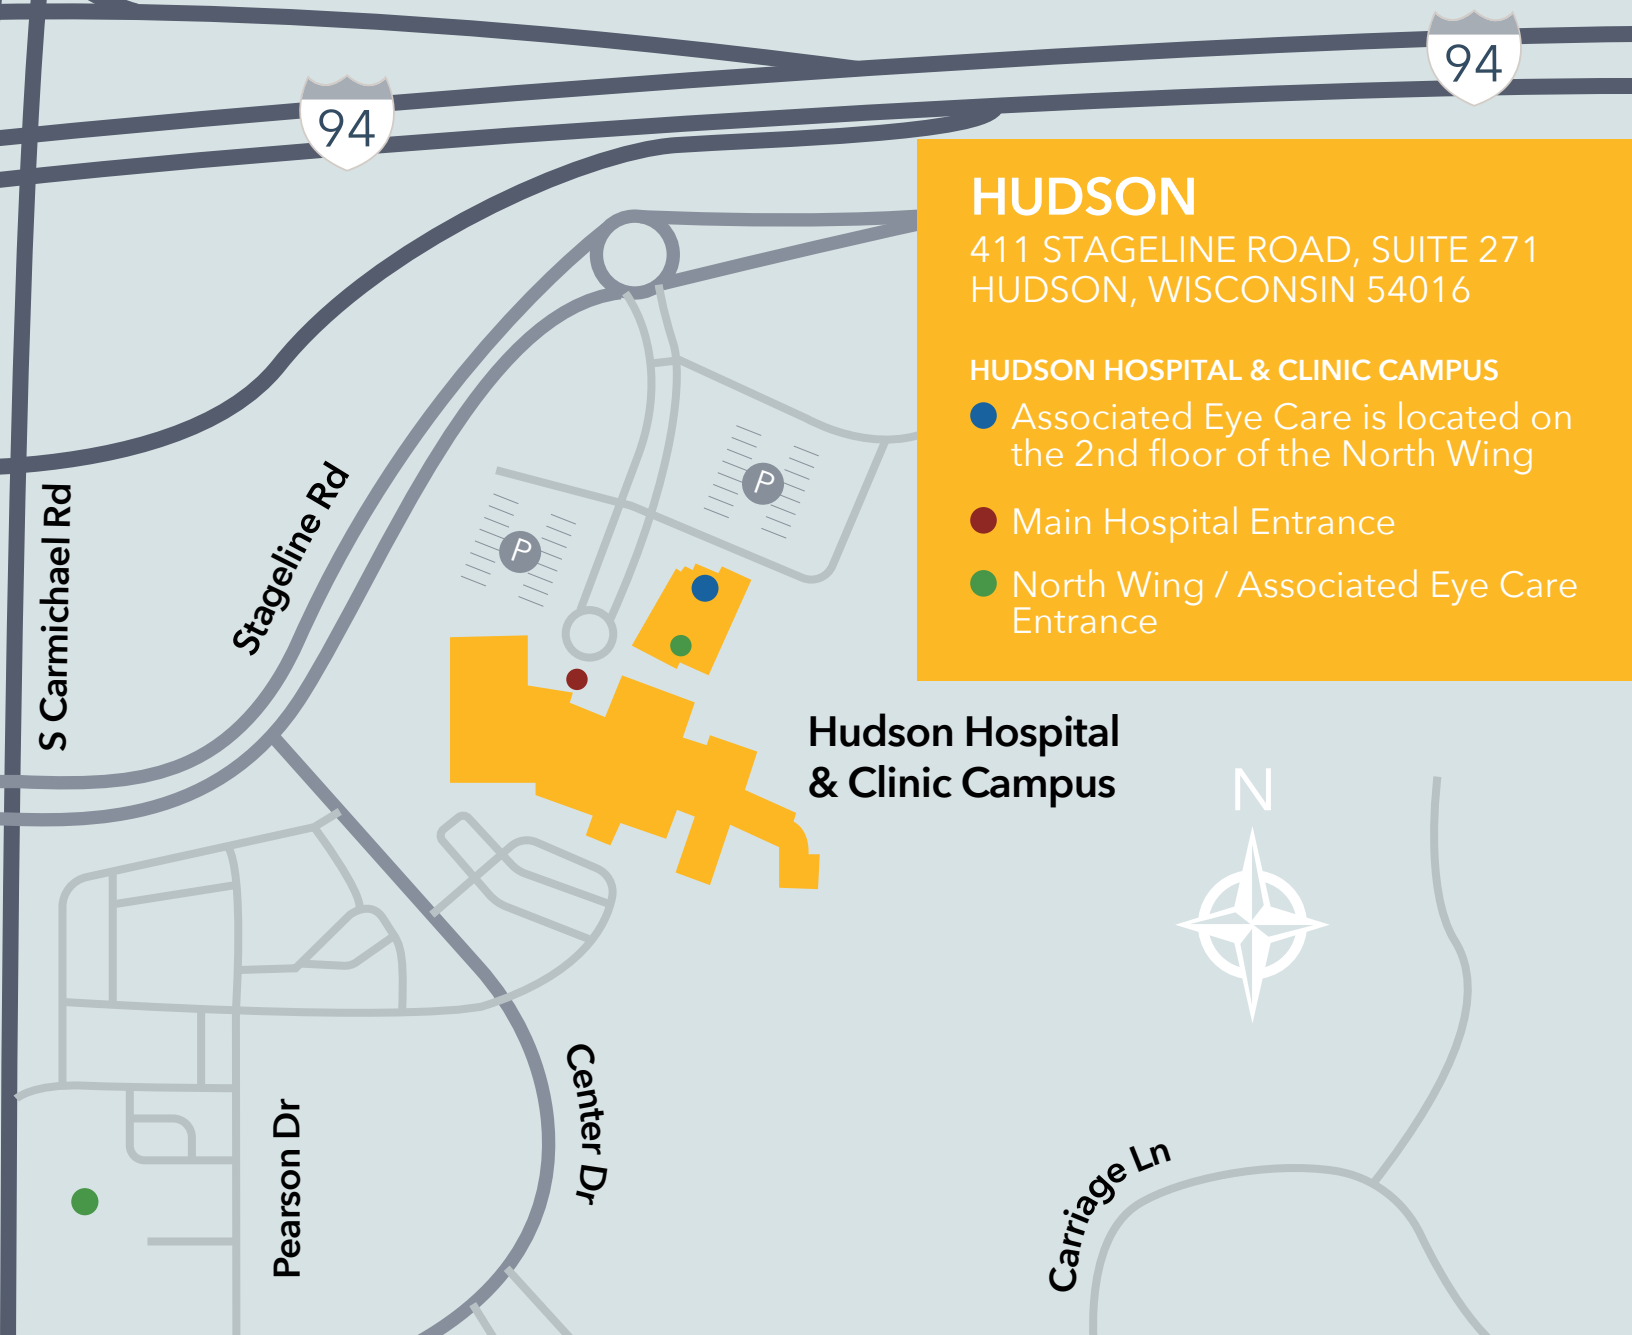 94
94
HUDSON
411 STAGELINE ROAD, SUITE 271
HUDSON, WISCONSIN 54016
HUDSON HOSPITAL & CLINIC CAMPUS
Associated Eye Care is located on
the 2nd floor of the North Wing
Main Hospital Entrance
North Wing / Associated Eye Care
Entrance
S Carmichael Rd
Stageline Rd
P
P
Hudson Hospital
& Clinic Campus
N
Center Dr
Pearson Dr
Carriage Ln